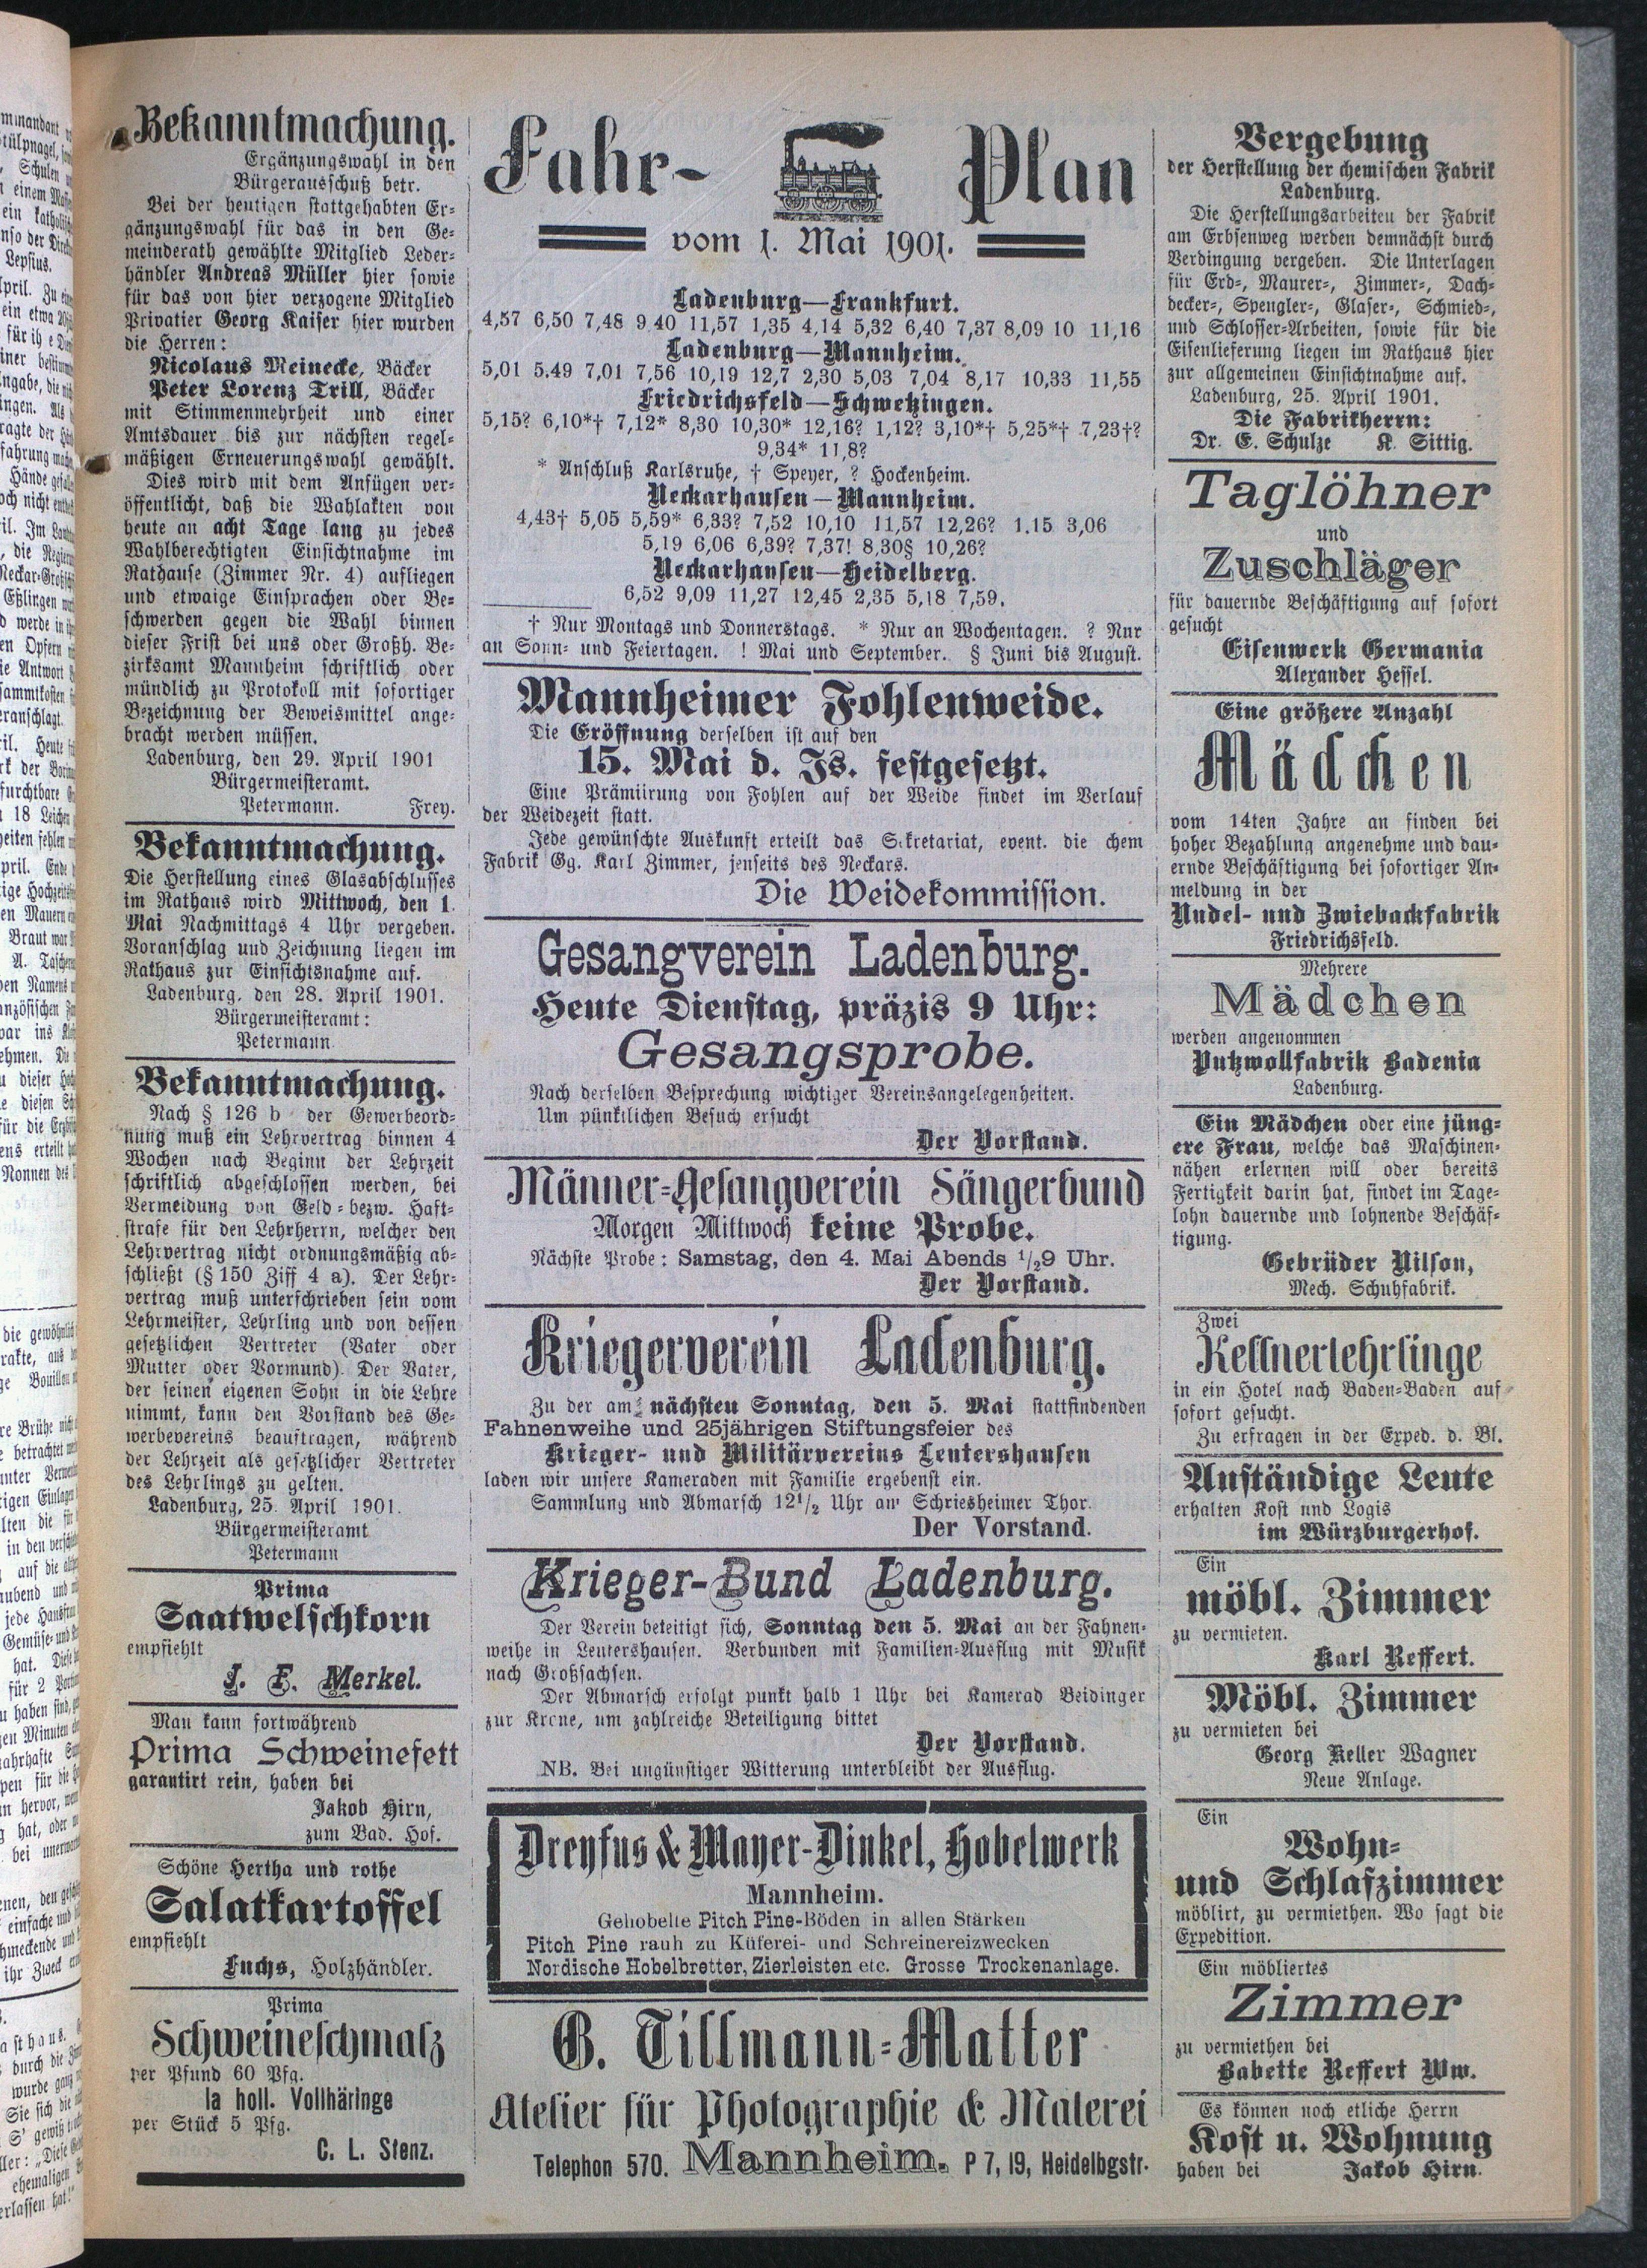 Bekanntmachung.
Ergänzungswahl in den
Bürgerausschuß betr.
Bei der heutigen stattgehabten Er=
gänzungswahl für das in den Ge=
meinderath gewählte Mitglied Leder=
händler Andreas Müller hier sowie
für das von hier verzogene Mitglied
Privatier Georg Kaiser hier wurden
die Herren:
Nicolaus Meinecke, Bäcker
Peter Lorenz Trill, Bäcker
mit Stimmenmehrheit und einer
Amtsdauer bis zur nächsten regel=
mäßigen Erneuerungswahl gewählt.
Dies wird mit dem Anfügen ver=
öffentlicht, daß die Wahlakten von
heute an acht Tage lang zu jedes
Wahlberechtigten Einsichtnahme im
Rathause (Zimmer Nr. 4) aufliegen
und etwaige Einsprachen oder Be=
schwerden gegen die Wahl binnen
dieser Frist bei uns oder Großh. Be=
zirksamt Mannheim schriftlich oder
mündlich zu Protokoll mit sofortiger
Bezeichnung der Beweismittel ange=
bracht werden müssen.
Ladenburg, den 29. April 1901
Bürgermeisteramt.
Petermann. Frey.
Bekanntmachung.
Die Herstellung eines Glasabschlusses
im Rathaus wird Mittwoch, den 1.
Mai Nachmittags 4 Uhr vergeben.
Voranschlag und Zeichnung liegen im
Rathaus zur Einsichtsnahme auf.
Ladenburg, den 28. April 1901.
Bürgermeisteramt:
Petermann
Bekanntmachung.
Nach § 126 b der Gewerbeord=
nung muß ein Lehrvertrag binnen 4
Wochen nach Beginn der Lehrzeit
schriftlich abgeschlossen werden, bei
Vermeidung von Geld = bezw. Haft=
strafe für den Lehrherrn, welcher den
Lehrvertrag nicht ordnungsmäßig ab=
schließt (§ 150 Ziff 4 a). Der Lehr=
vertrag muß unterschrieben sein vom
Lehrmeister, Lehrling und von dessen
gesetzlichen Vertreter (Vater oder
Mutter oder Vormund). Der Vater,
der seinen eigenen Sohn in die Lehre
nimmt, kann den Vorstand des Ge=
werbevereins beauftragen, während
der Lehrzeit als gesetzlicher Vertreter
des Lehrlings zu gelten.
Ladenburg, 25. April 1901.
Bürgermeisteramt
Petermann
Prima
Saatwelschkorn
empfiehlt
J. F. Merkel.
Man kann fortwährend
Prima Schweinefett
garantirt rein, haben bei
Jakob Hirn,
zum Bad. Hof.
Schöne Hertha und rothe
Salatkartoffel
empfiehlt
Fuchs, Holzhändler.
Prima
Schweineschmalz
per Pfund 60 Pfg.
Ia holl. Vollhäringe
per Stück 5 Pfg.
C. L. Stenz.
Fahr- Plan
vom 1. Mai 1901.
Ladenburg—Frankfurt.
4,57 6,50 7,48 9.40 11,57 1,35 4,14 5,32 6,40 7,37 8,09 10 11,16
Ladenburg—Mannheim.
5,01 5.49 7,01 7,56 10,19 12,7 2,30 5,03 7,04 8,17 10,33 11,55
Friedrichsfeld—Schwetzingen.
5,15? 6,10*† 7,12* 8,30 10,30* 12,16? 1,12? 3,10*† 5,25*† 7,23†?
9,34* 11,8?
* Anschluß Karlsruhe, † Speyer, ? Hockenheim.
Neckarhausen—Mannheim.
4,43† 5,05 5,59* 6,33? 7,52 10,10 11,57 12,26? 1.15 3,06
5,19 6,06 6,39? 7,37! 8,30§ 10,26?
Neckarhausen—Heidelberg.
6,52 9,09 11,27 12,45 2,35 5,18 7,59.
† Nur Montags und Donnerstags. * Nur an Wochentagen. ? Nur
an Sonn= und Feiertagen. ! Mai und September. § Juni bis August.
Mannheimer Fohlenweide.
Die Eröffnung derselben ist auf den
15. Mai d. Js. festgesetzt.
Eine Prämiirung von Fohlen auf der Weide findet im Verlauf
der Weidezeit statt.
Jede gewünschte Auskunft erteilt das Sekretariat, event. die chem
Fabrik Gg. Karl Zimmer, jenseits des Neckars.
Die Weidekommission.
Gesangverein Ladenburg.
Heute Dienstag, präzis 9 Uhr:
Gesangsprobe.
Nach derselben Besprechung wichtiger Vereinsangelegenheiten.
Um pünktlichen Besuch ersucht
Der Vorstand.
Männer=Gesangverein Sängerbund
Morgen Mittwoch keine Probe.
Nächste Probe: Samstag, den 4. Mai Abends 1/29 Uhr.
Der Vorstand.
Kriegerverein Ladenburg.
Zu der am nächsten Sonntag, den 5. Mai stattfindenden
Fahnenweihe und 25jährigen Stiftungsfeier des
Krieger- und Militärvereins Leutershausen
laden wir unsere Kameraden mit Familie ergebenst ein.
Sammlung und Abmarsch 121/2 Uhr am Schriesheimer Thor.
Der Vorstand.
Krieger-Bund Ladenburg.
Der Verein beteitigt sich, Sonntag den 5. Mai an der Fahnen=
weihe in Leutershausen. Verbunden mit Familien=Ausflug mit Musik
nach Großsachsen.
Der Abmarsch erfolgt punkt halb 1 Uhr bei Kamerad Beidinger
zur Krone, um zahlreiche Beteiligung bittet
Der Vorstand.
NB. Bei ungünstiger Witterung unterbleibt der Ausflug.
Dreyfus & Mayer-Dinkel, Hobelwerk
Mannheim.
Gehobelte Pitch Pine-Böden in allen Stärken
Pitch Pine rauh zu Küferei- und Schreinereizwecken
Nordische Hobelbretter, Zierleisten etc. Grosse Trockenanlage.
G. Tillmann=Matter
Atelier für Photographie & Malerei
Telephon 570. Mannheim. P 7, 19, Heidelbgstr.
Vergebung
der Herstellung der chemischen Fabrik
Ladenburg.
Die Herstellungsarbeiten der Fabrik
am Erbsenweg werden demnächst durch
Verdingung vergeben. Die Unterlagen
für Erd=, Maurer=, Zimmer=, Dach=
decker=, Spengler=, Glaser=, Schmied=,
und Schlosser=Arbeiten, sowie für die
Eisenlieferung liegen im Rathaus hier
zur allgemeinen Einsichtnahme auf.
Ladenburg, 25. April 1901.
Die Fabrikherrn:
Dr. E. Schulze K. Sittig.
Taglöhner
und
Zuschläger
für dauernde Beschäftigung auf sofort
gesucht
Eisenwerk Germania
Alexander Hessel.
Eine größere Anzahl
Mädchen
vom 14ten Jahre an finden bei
hoher Bezahlung angenehme und dau=
ernde Beschäftigung bei sofortiger An=
meldung in der
Nudel- und Zwiebackfabrik
Friedrichsfeld.
Mehrere
Mädchen
werden angenommen
Putzwollfabrik Badenia
Ladenburg.
Ein Mädchen oder eine jüng=
ere Frau, welche das Maschinen=
nähen erlernen will oder bereits
Fertigkeit darin hat, findet im Tage=
lohn dauernde und lohnende Beschäf=
tigung.
Gebrüder Nilson,
Mech. Schuhfabrik.
Zwei
Kellnerlehrlinge
in ein Hotel nach Baden=Baden auf
sofort gesucht.
Zu erfragen in der Exped. d. Bl.
Anständige Leute
erhalten Kost und Logis
im Würzburgerhof.
Ein
möbl. Zimmer
zu vermieten.
Karl Reffert.
Möbl. Zimmer
zu vermieten bei
Georg Keller Wagner
Neue Anlage.
Ein
Wohn=
und Schlafzimmer
möblirt, zu vermiethen. Wo sagt die
Expedition.
Ein möbliertes
Zimmer
zu vermiethen bei
Babette Reffert Ww.
Es können noch etliche Herrn
Kost u. Wohnung
haben bei Jakob Hirn.